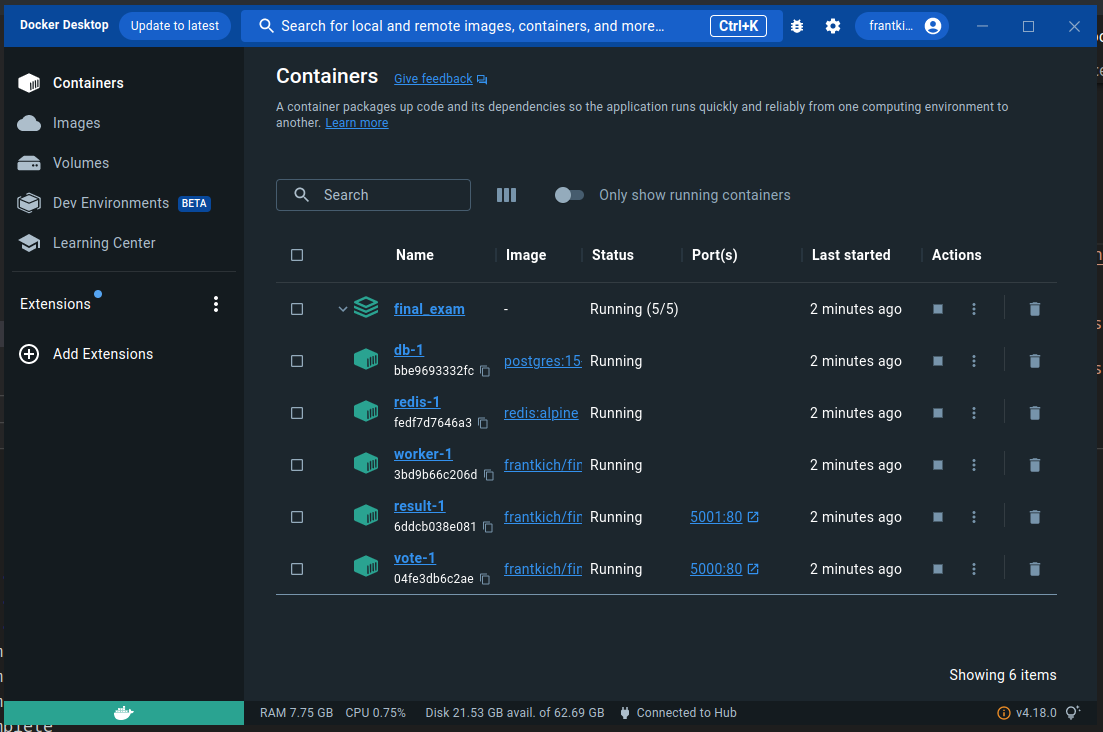 Docker Desktop Update to latest Search for local and remote images, containers, and more... Ctrl+K frantki...
Containers
Images
Volumes
Dev Environments BETA
Learning Center
Extensions
Add Extensions
Containers Give feedback
A container packages up code and its dependencies so the application runs quickly and reliably from one computing environment to
another. Learn more
Search Only show running containers
Name Image Status Port(s) Last started Actions
final_exam - Running (5/5) 2 minutes ago
db-1
bbe9693332fc postgres:15- Running 2 minutes ago
redis-1
fedf7d7646a3 redis:alpine Running 2 minutes ago
worker-1
3bd9b66c206d frantkich/fin Running 2 minutes ago
result-1
6ddcb038e081 frantkich/fin Running 5001:80 2 minutes ago
vote-1
04fe3db6c2ae frantkich/fin Running 5000:80 2 minutes ago
Showing 6 items
RAM 7.75 GB CPU 0.75% Disk 21.53 GB avail. of 62.69 GB Connected to Hub v4.18.0